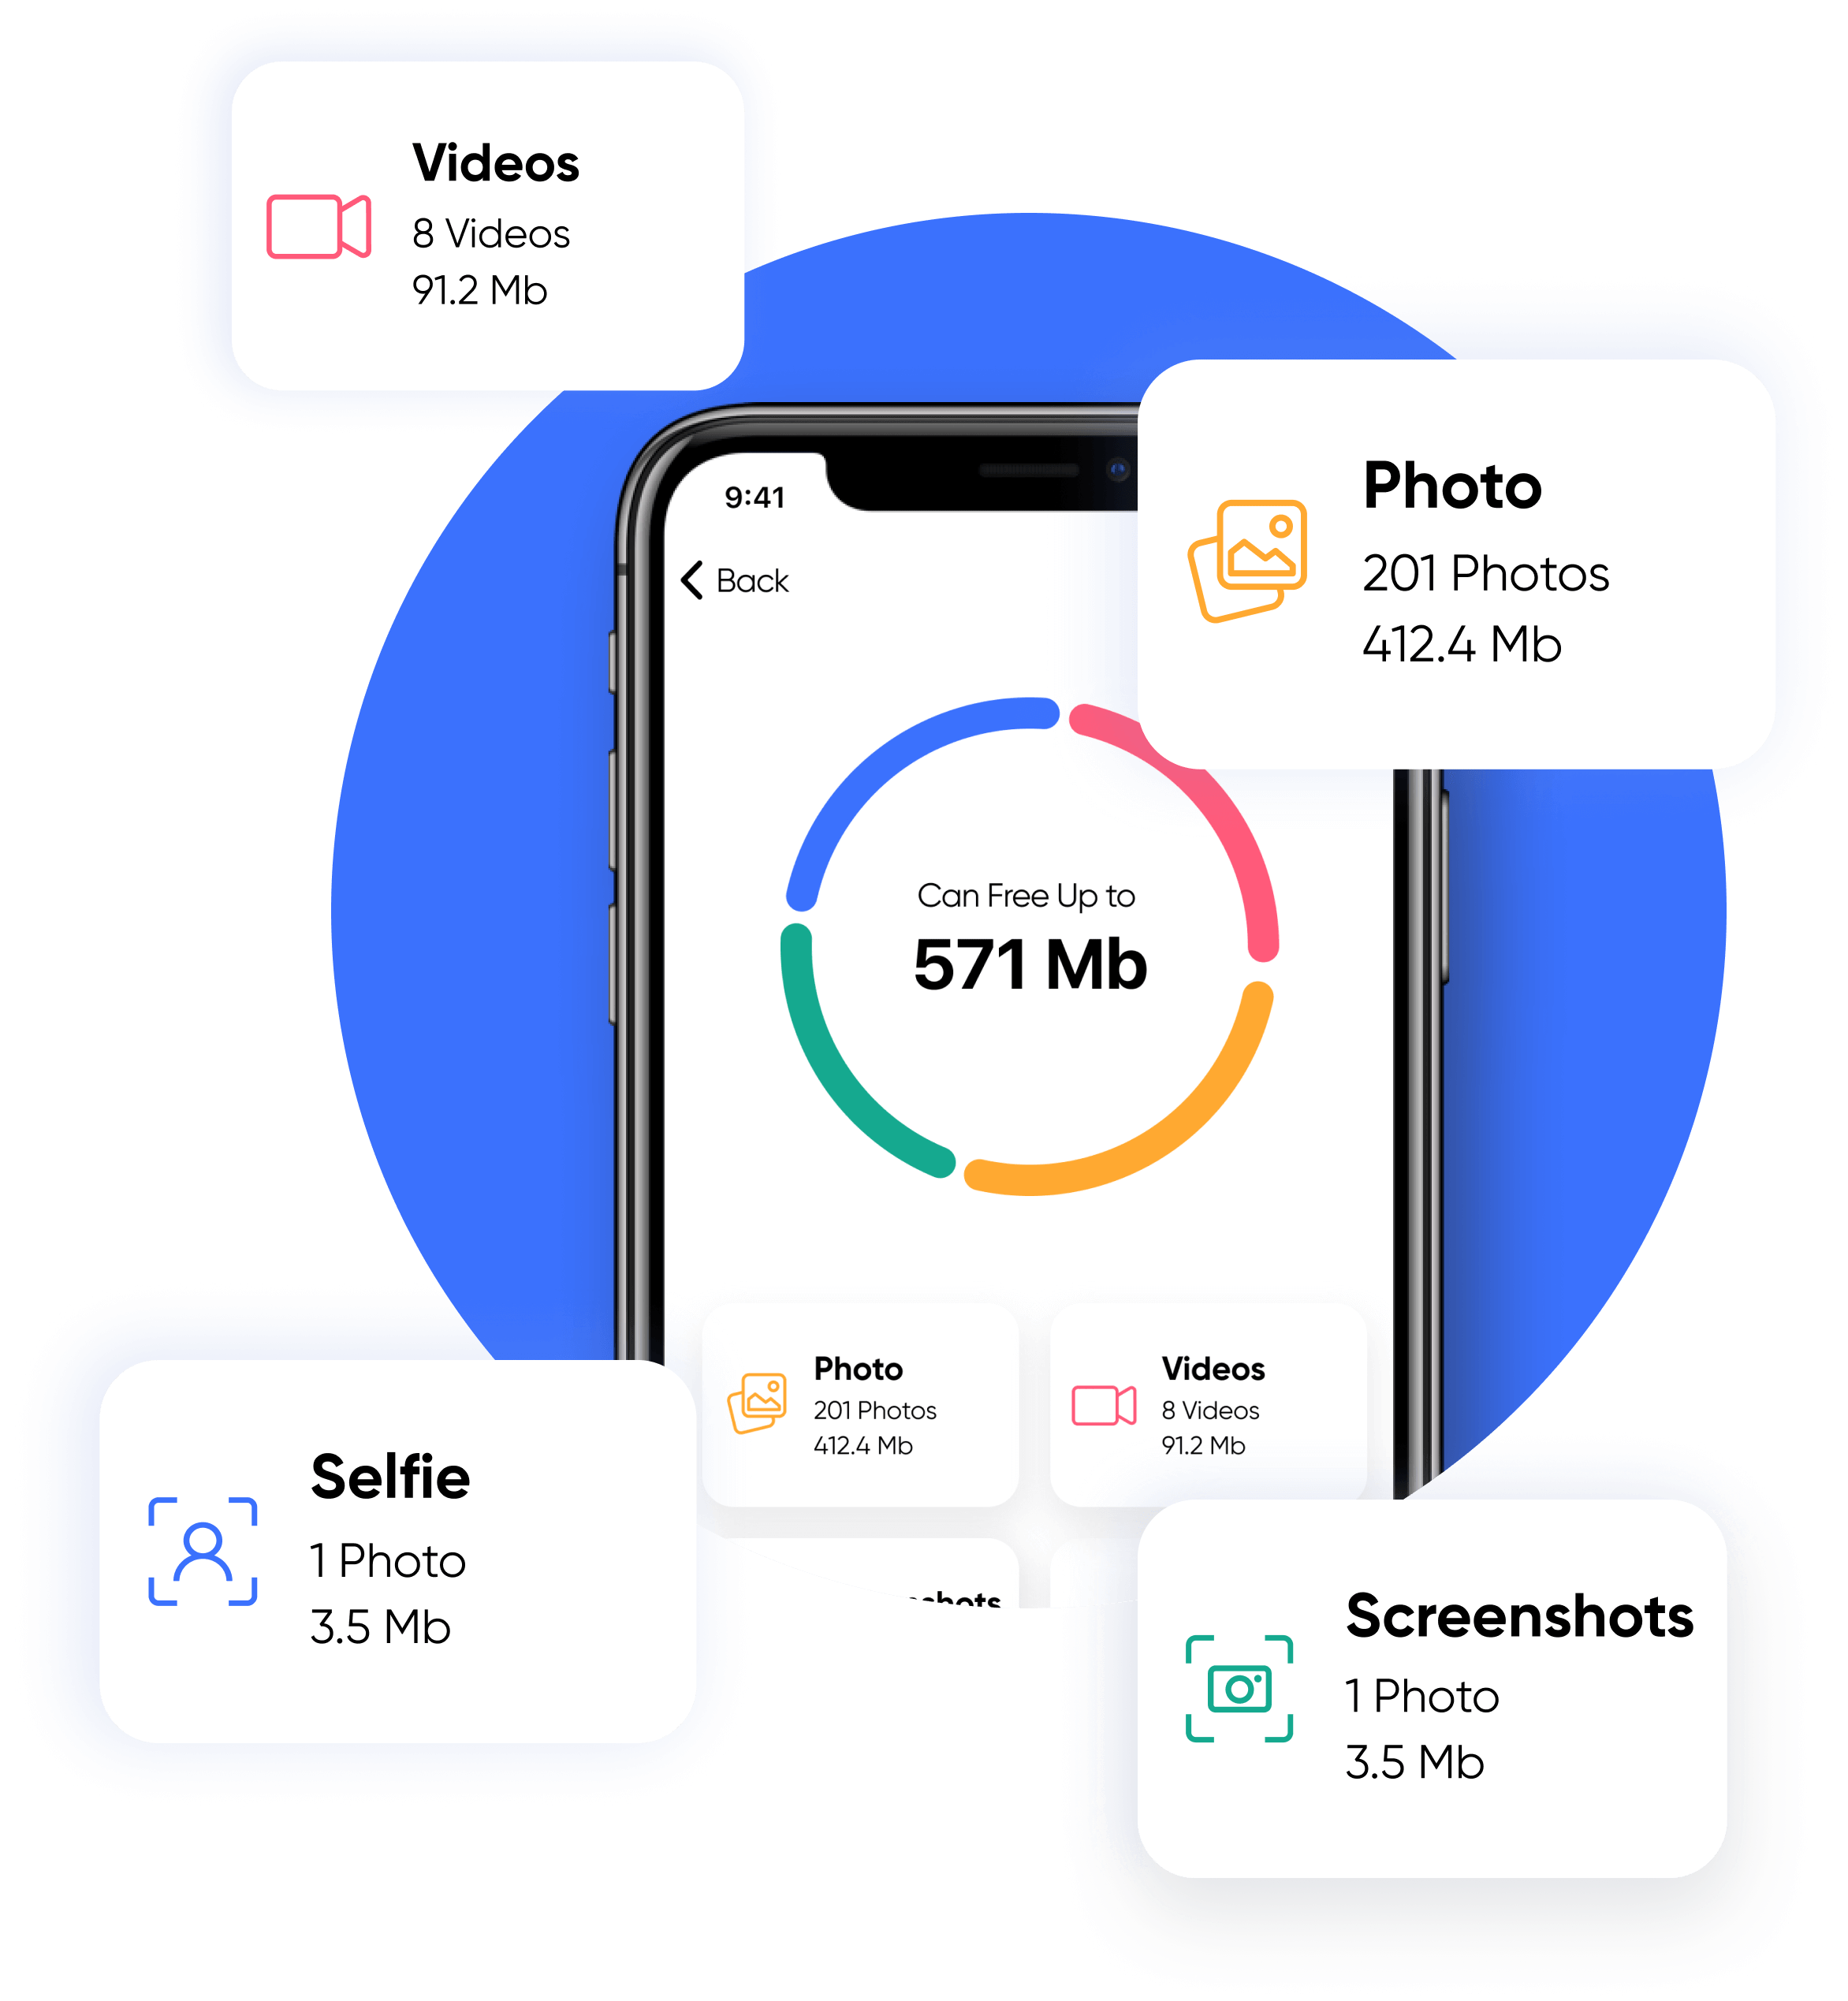 Videos
8 Videos
91.2 Mb
Photo
201 Photos
412.4 Mb
9:41
Back
Can Free Up to
571 Mb
Photo
201 Photos
412.4 Mb
Videos
8 Videos
91.2 Mb
Selfie
1 Photo
3.5 Mb
shots
Screenshots
1 Photo
3.5 Mb